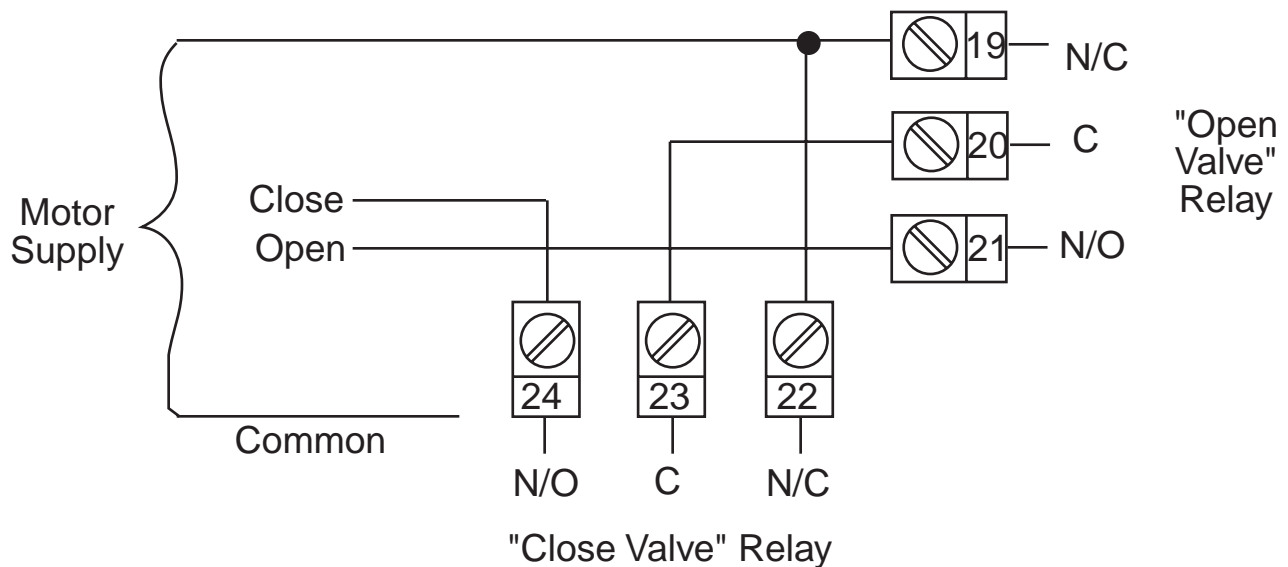 19
N/C
20
C
"Open
Valve"
Relay
21
N/O
Motor
Supply
Close
Open
24
23
22
Common
N/O
C
N/C
"Close Valve" Relay